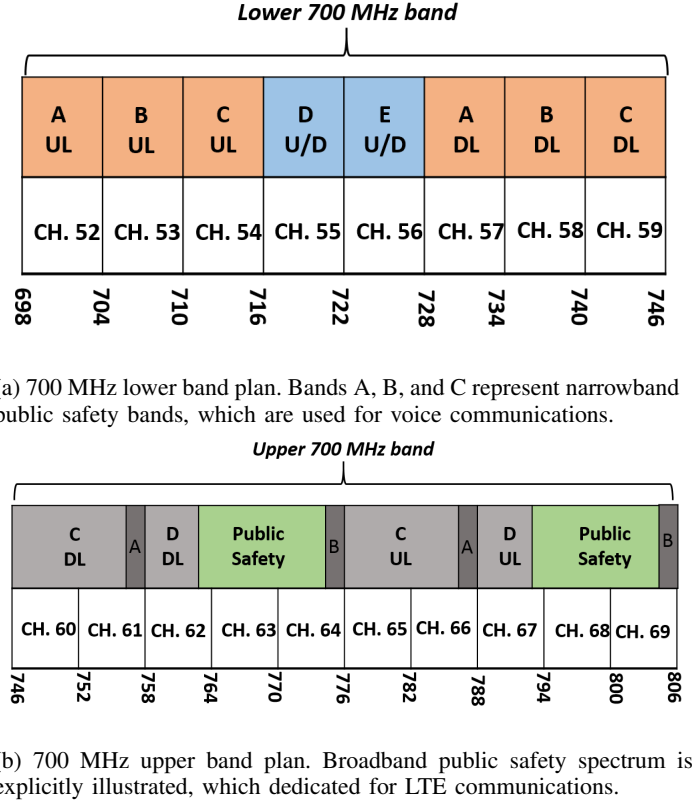 Lower 700 MHz band
A B C D E A B C
UL UL UL U/D U/D DL DL DL
CH. 52 CH. 53 CH. 54 CH. 55 CH. 56 CH. 57 CH. 58 CH. 59
698 704 710 716 722 728 734 740 746
a) 700 MHz lower band plan. Bands A, B, and C represent narrowband
public safety bands, which are used for voice communications.
Upper 700 MHz band
C A D Public B C A D Public B
DL DL Safety UL UL Safety
CH. 60 CH. 61 CH. 62 CH. 63 CH. 64 CH. 65 CH. 66 CH. 67 CH. 68 CH. 69
746 752 758 764 770 776 782 788 794 800 806
b) 700 MHz upper band plan. Broadband public safety spectrum is
explicitly illustrated, which dedicated for LTE communications.